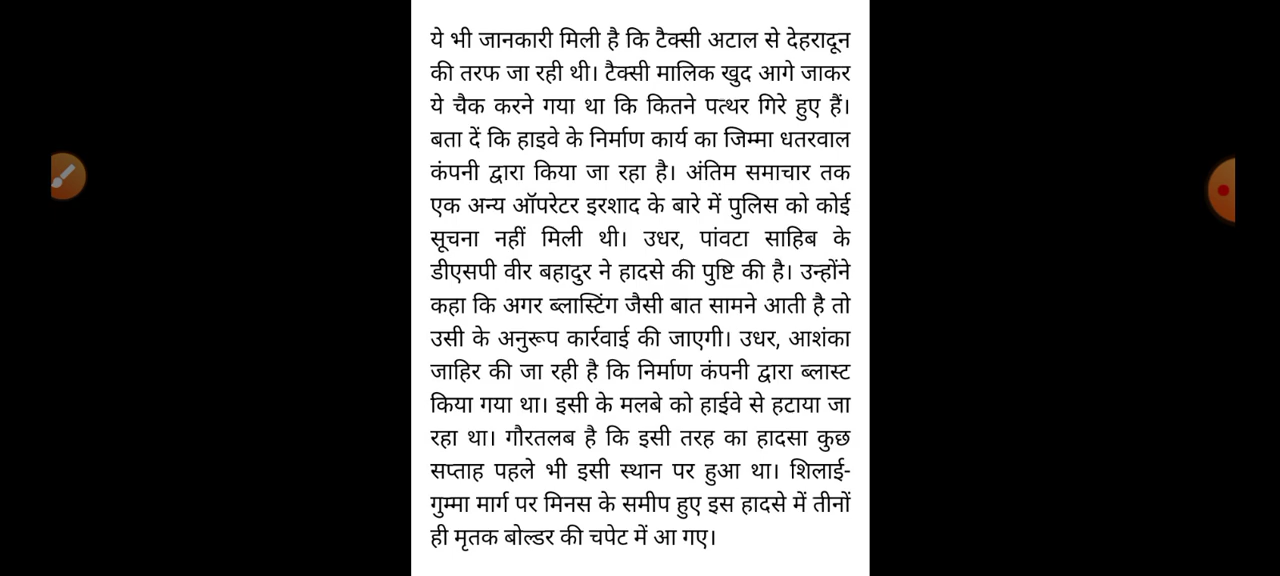 ये भी जानकारी मिली है कि टैक्सी अटाल से देहरादून
की तरफ जा रही थी। टैक्सी मालिक खुद आगे जाकर
ये चैक करने गया था कि कितने पत्थर गिरे हुए हैं।
बता दें कि हाइवे के निर्माण कार्य का जिम्मा धतरवाल
कंपनी द्वारा किया जा रहा है। अंतिम समाचार तक
एक अन्य ऑपरेटर इरशाद के बारे में पुलिस को कोई
सूचना नहीं मिली थी। उधर, पांवटा साहिब के
डीएसपी वीर बहादुर ने हादसे की पुष्टि की है। उन्होंने
कहा कि अगर ब्लास्टिंग जैसी बात सामने आती है तो
उसी के अनुरूप कार्रवाई की जाएगी। उधर, आशंका
जाहिर की जा रही है कि निर्माण कंपनी द्वारा ब्लास्ट
किया गया था। इसी के मलबे को हाईवे से हटाया जा
रहा था। गौरतलब है कि इसी तरह का हादसा कुछ
सप्ताह पहले भी इसी स्थान पर हुआ था। शिलाई-
गुम्मा मार्ग पर मिनस के समीप हुए इस हादसे में तीनों
ही मृतक बोल्डर की चपेट में आ गए।